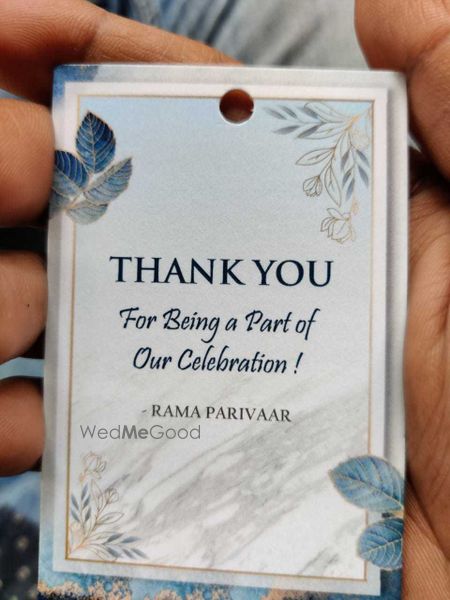 THANK YOU
For Being a Part of
Our Celebration !
- RAMA PARIVAAR
WedMeGood